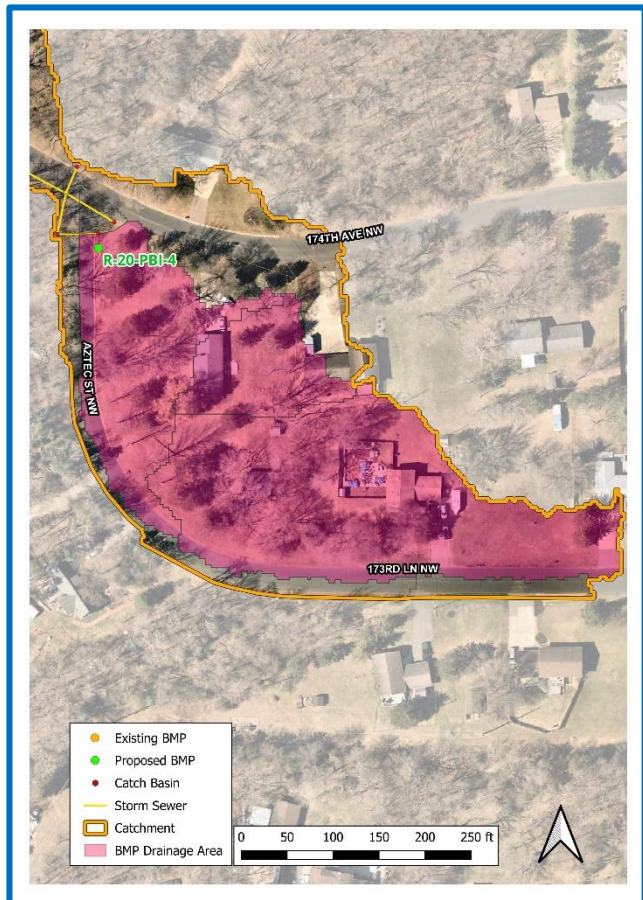 174TH AVE NW
R-20-PBI-4
AZTEC ST NW
173RD LN NW
Existing BMP
Proposed BMP
Catch Basin
Storm Sewer
Catchment
BMP Drainage Area
0 50 100 150 200 250 ft